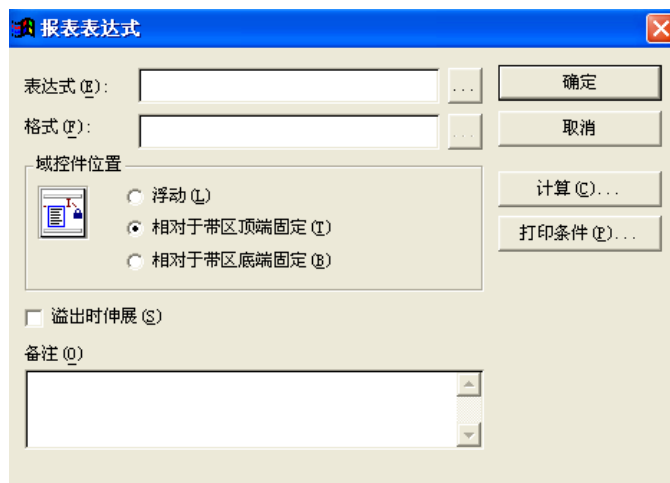 报表表达式
表达式(E):
...
确定
格式(F):
...
取消
域控件位置
浮动(L)
相对于带区顶端固定(T)
相对于带区底端固定(B)
计算(C)...
打印条件(P)...
溢出时伸展(S)
备注(O)